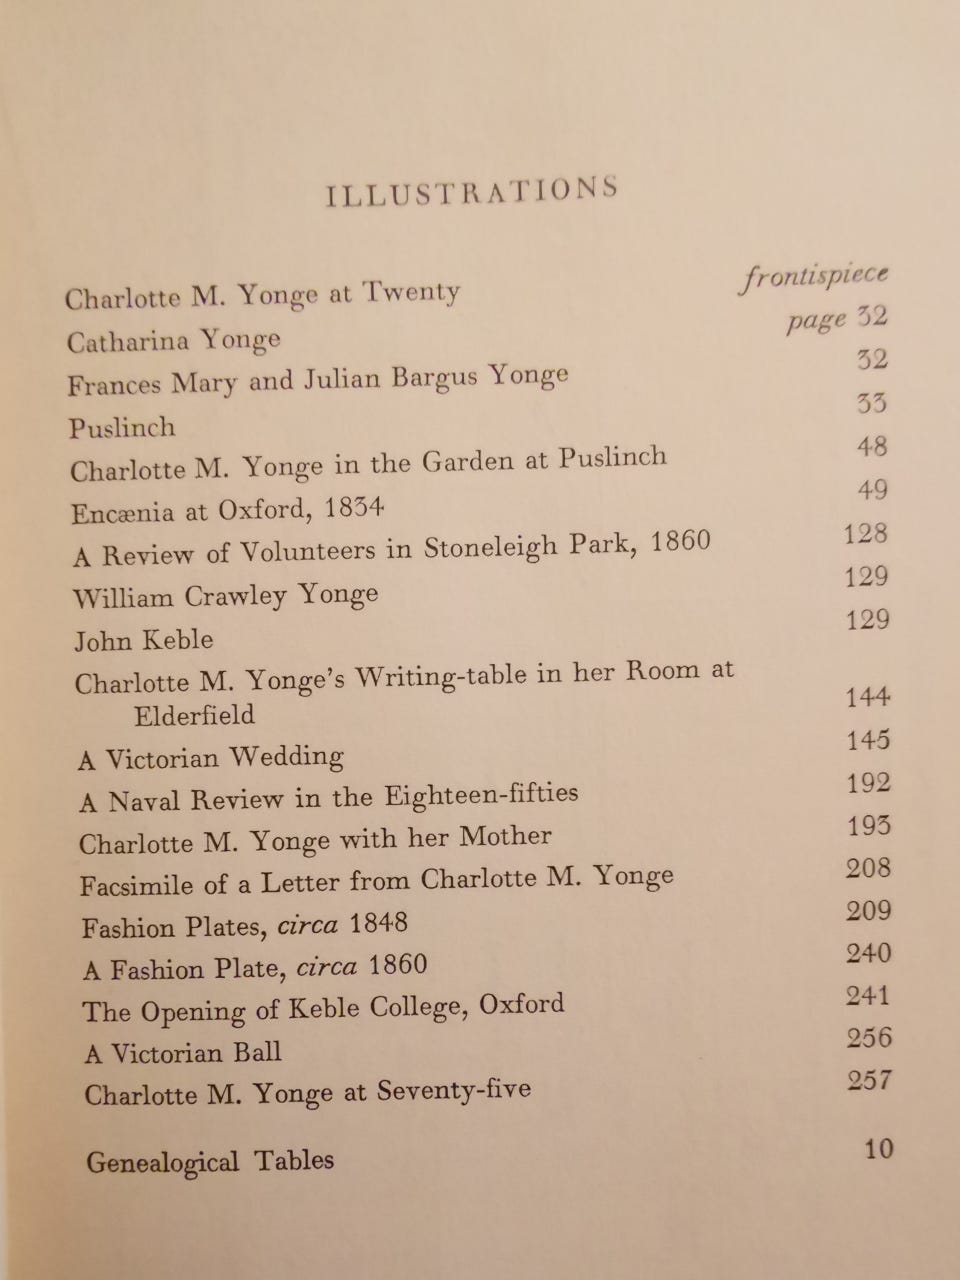 ILLUSTRATIONS
Charlotte M. Yonge at Twenty frontispiece
Catharina Yonge page 32
Frances Mary and Julian Bargus Yonge 32
Puslinch 33
Charlotte M. Yonge in the Garden at Puslinch 48
Encænia at Oxford, 1834 49
A Review of Volunteers in Stoneleigh Park, 1860 128
William Crawley Yonge 129
John Keble 129
Charlotte M. Yonge's Writing-table in her Room at
Elderfield 144
A Victorian Wedding 145
A Naval Review in the Eighteen-fifties 192
Charlotte M. Yonge with her Mother 193
Facsimile of a Letter from Charlotte M. Yonge 208
Fashion Plates, circa 1848 209
A Fashion Plate, circa 1860 240
The Opening of Keble College, Oxford 241
A Victorian Ball 256
Charlotte M. Yonge at Seventy-five 257
Genealogical Tables 10